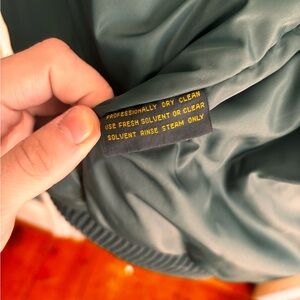 PROFESSIONALLY DRY CLEAN
USE FRESH SOLVENT OR CLEAR
SOLVENT RINSE STEAM ONLY